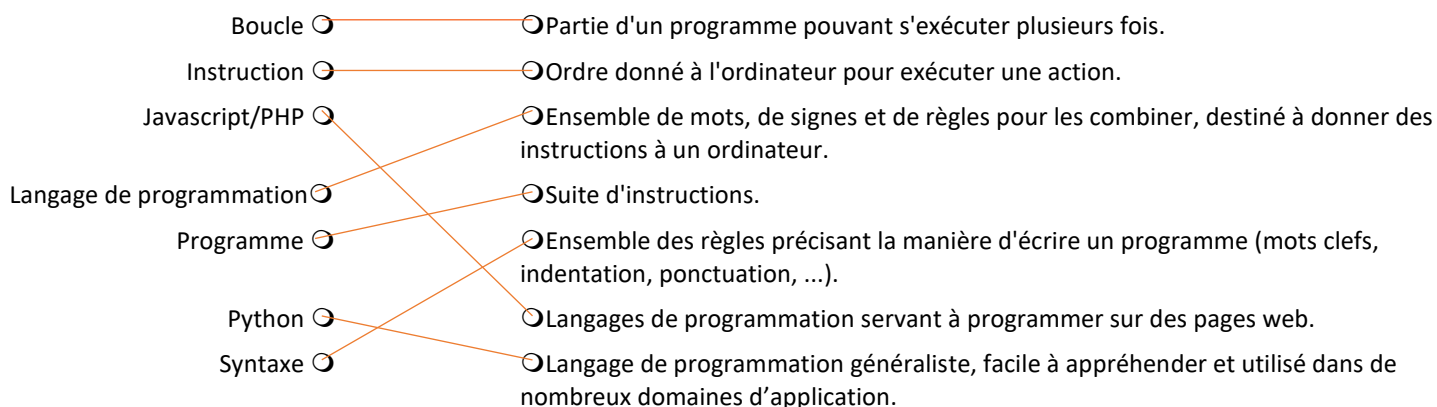 Boucle Partie d'un programme pouvant s'exécuter plusieurs fois.
Instruction Ordre donné à l'ordinateur pour exécuter une action.
Javascript/PHP Ensemble de mots, de signes et de règles pour les combiner, destiné à donner des
instructions à un ordinateur.
Langage de programmation Suite d'instructions.
Programme Ensemble des règles précisant la manière d'écrire un programme (mots clefs,
indentation, ponctuation, ...).
Python Langages de programmation servant à programmer sur des pages web.
Syntaxe Langage de programmation généraliste, facile à appréhender et utilisé dans de
nombreux domaines d’application.